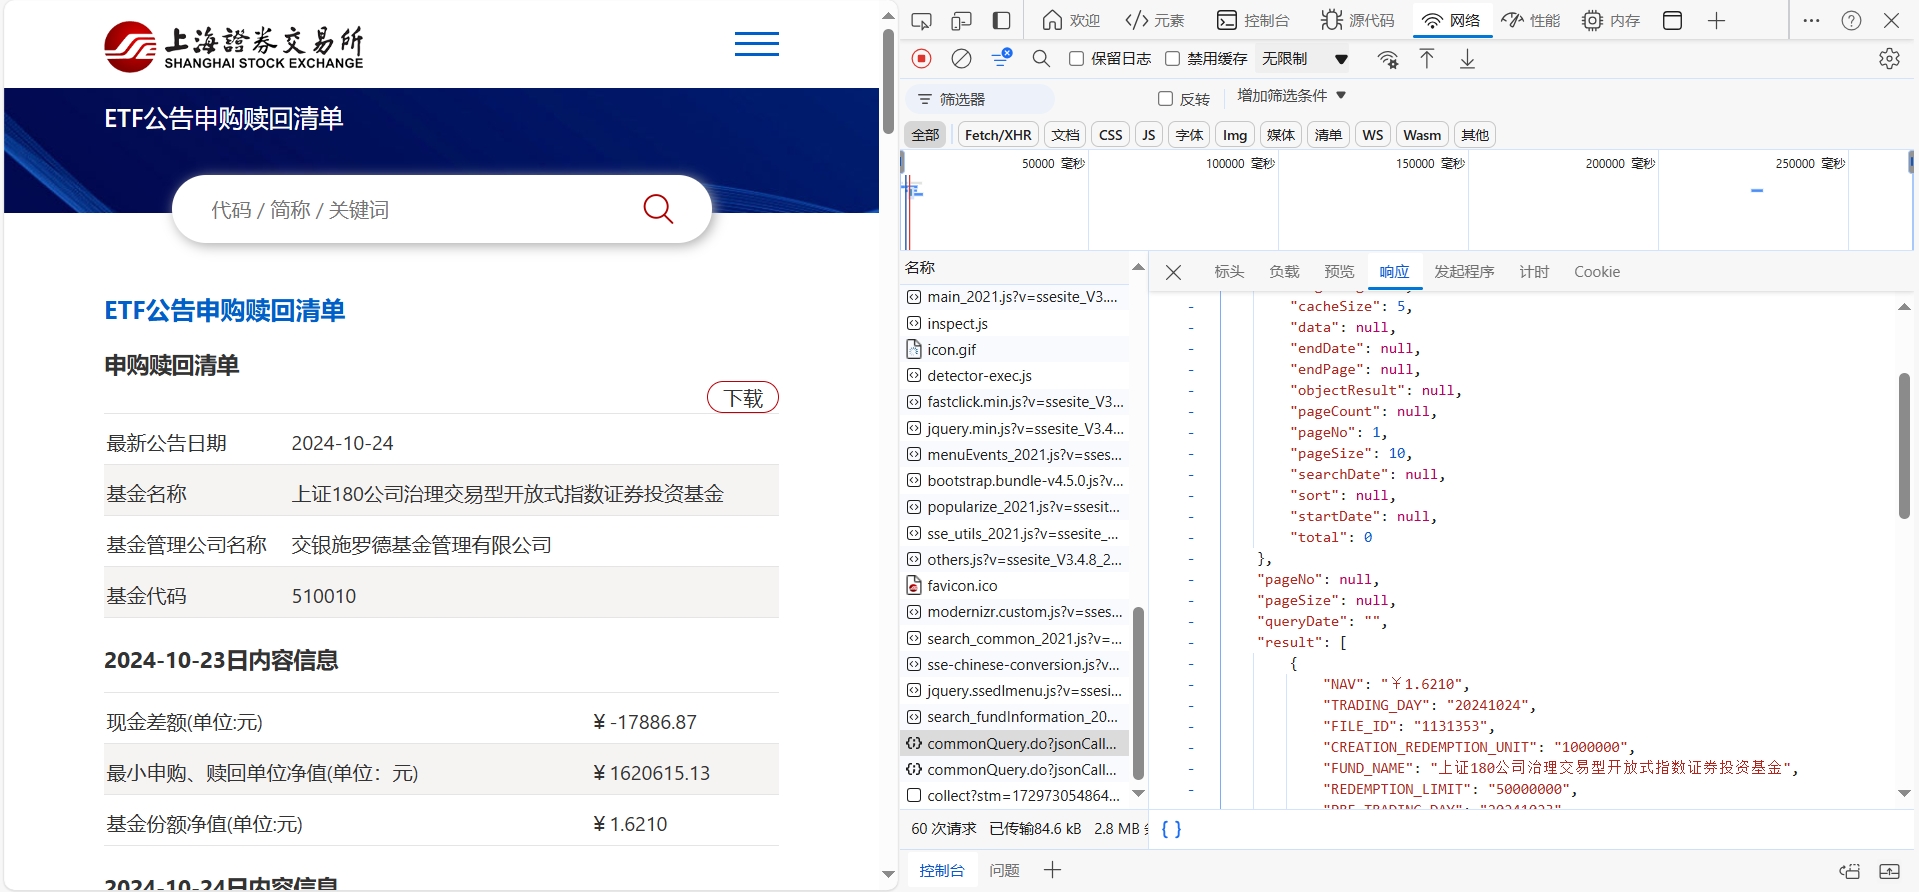 上海證券交易所
SHANGHAI STOCK EXCHANGE
ETF公告申购赎回清单
代码 / 简称 / 关键词
ETF公告申购赎回清单
申购赎回清单
下载
最新公告日期 2024-10-24
基金名称 上证180公司治理交易型开放式指数证券投资基金
基金管理公司名称 交银施罗德基金管理有限公司
基金代码 510010
2024-10-23日内容信息
现金差额(单位:元) ¥ -17886.87
最小申购、赎回单位净值(单位：元) ¥ 1620615.13
基金份额净值(单位:元) ¥ 1.6210
2024-10-24日内容信息
欢迎 元素 控制台 源代码 网络 性能 内存
保留日志 禁用缓存 无限制
筛选器 反转 增加筛选条件
全部 Fetch/XHR 文档 CSS JS 字体 Img 媒体 清单 WS Wasm 其他
50000 毫秒 100000 毫秒 150000 毫秒 200000 毫秒 250000 毫秒
名称
main_2021.js?v=ssesite_V3....
inspect.js
icon.gif
detector-exec.js
fastclick.min.js?v=ssesite_V3...
jquery.min.js?v=ssesite_V3.4...
menuEvents_2021.js?v=sses...
bootstrap.bundle-v4.5.0.js?v...
popularize_2021.js?v=ssesit...
sse_utils_2021.js?v=ssesite_...
others.js?v=ssesite_V3.4.8_2...
favicon.ico
modernizr.custom.js?v=sses...
search_common_2021.js?v=...
sse-chinese-conversion.js?v...
jquery.ssedlmenu.js?v=ssesi...
search_fundInformation_20...
commonQuery.do?jsonCall...
commonQuery.do?jsonCall...
collect?stm=172973054864...
60 次请求 已传输84.6 kB 2.8 MB
标头 负载 预览 响应 发起程序 计时 Cookie
"cacheSize": 5,
"data": null,
"endDate": null,
"endPage": null,
"objectResult": null,
"pageCount": null,
"pageNo": 1,
"pageSize": 10,
"searchDate": null,
"sort": null,
"startDate": null,
"total": 0
},
"pageNo": null,
"pageSize": null,
"queryDate": "",
"result": [
{
"NAV": "￥1.6210",
"TRADING_DAY": "20241024",
"FILE_ID": "1131353",
"CREATION_REDEMPTION_UNIT": "1000000",
"FUND_NAME": "上证180公司治理交易型开放式指数证券投资基金",
"REDEMPTION_LIMIT": "50000000",
"PRE_TRADING_DAY": "20241023",
{ }
控制台 问题